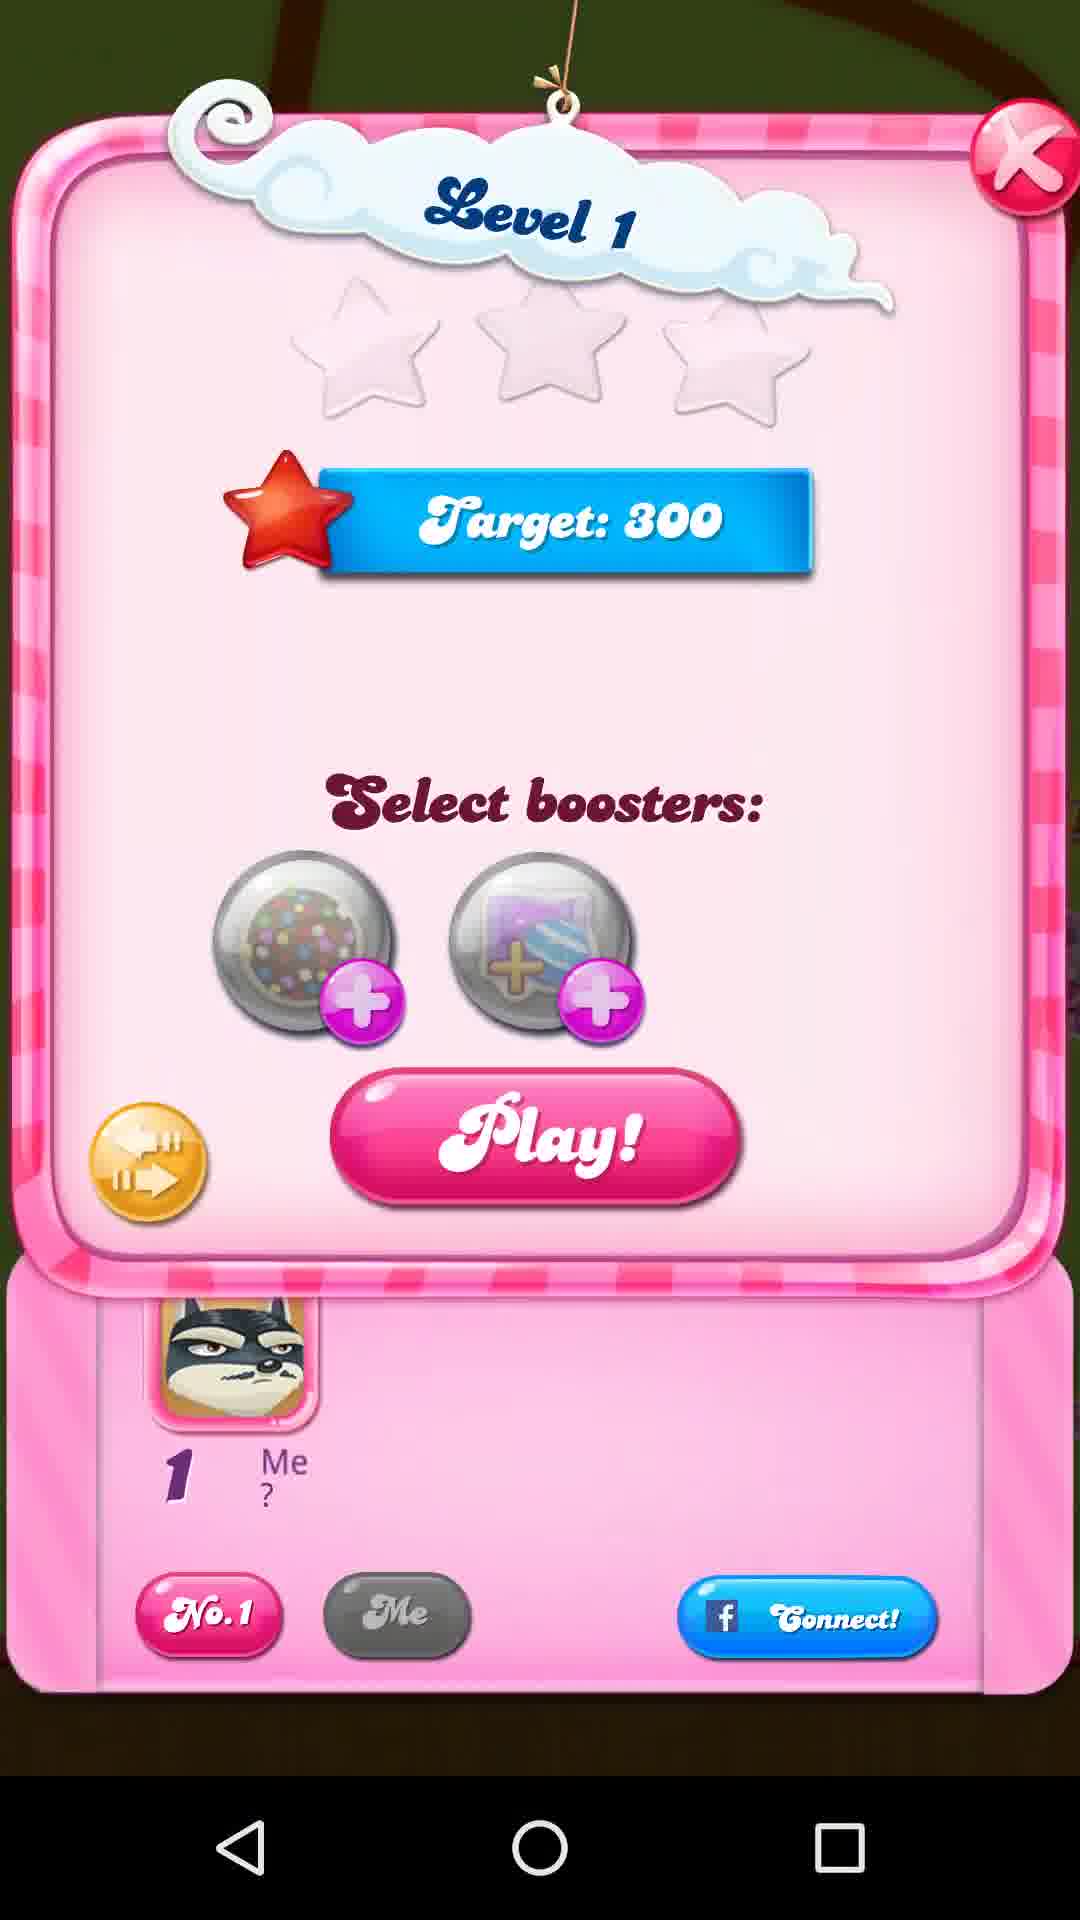 Level 1
Target: 300
Select boosters:
Play!
1 Me
?
No.1 Me f Connect!